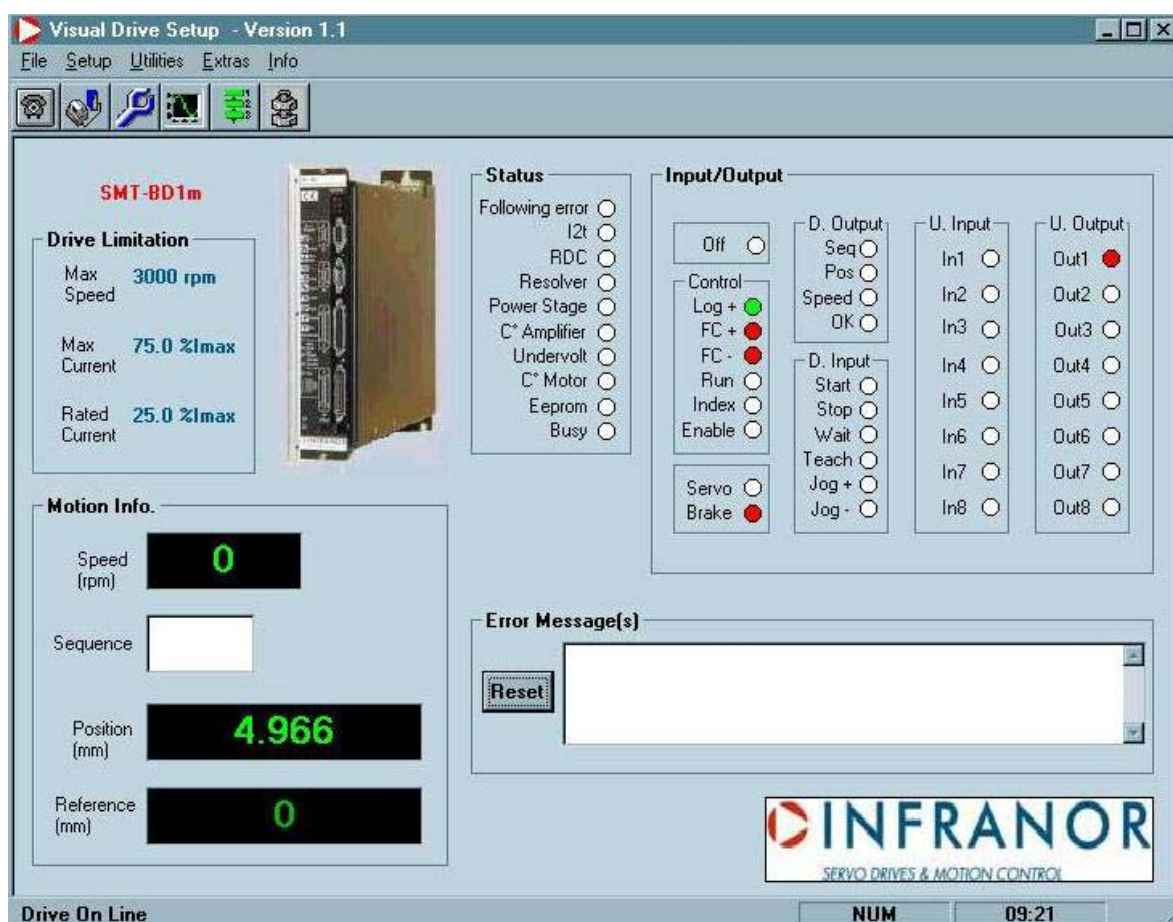 Visual Drive Setup - Version 1.1
File Setup Utilities Extras Info
SMT-BD1m
Drive Limitation
Max Speed 3000 rpm
Max Current 75.0 %Imax
Rated Current 25.0 %Imax
INFRANOR
Status
Following error
I2t
RDC
Resolver
Power Stage
C° Amplifier
Undervolt
C° Motor
Eeprom
Busy
Input/Output
Off
Control
Log +
FC +
FC -
Run
Index
Enable
Servo
Brake
D. Output
Seq
Pos
Speed
OK
D. Input
Start
Stop
Wait
Teach
Jog +
Jog -
U. Input
In1
In2
In3
In4
In5
In6
In7
In8
U. Output
Out1
Out2
Out3
Out4
Out5
Out6
Out7
Out8
Motion Info.
Speed (rpm) 0
Sequence
Position (mm) 4.966
Reference (mm) 0
Error Message(s)
Reset
INFRANOR
SERVO DRIVES & MOTION CONTROL
Drive On Line NUM 09:21